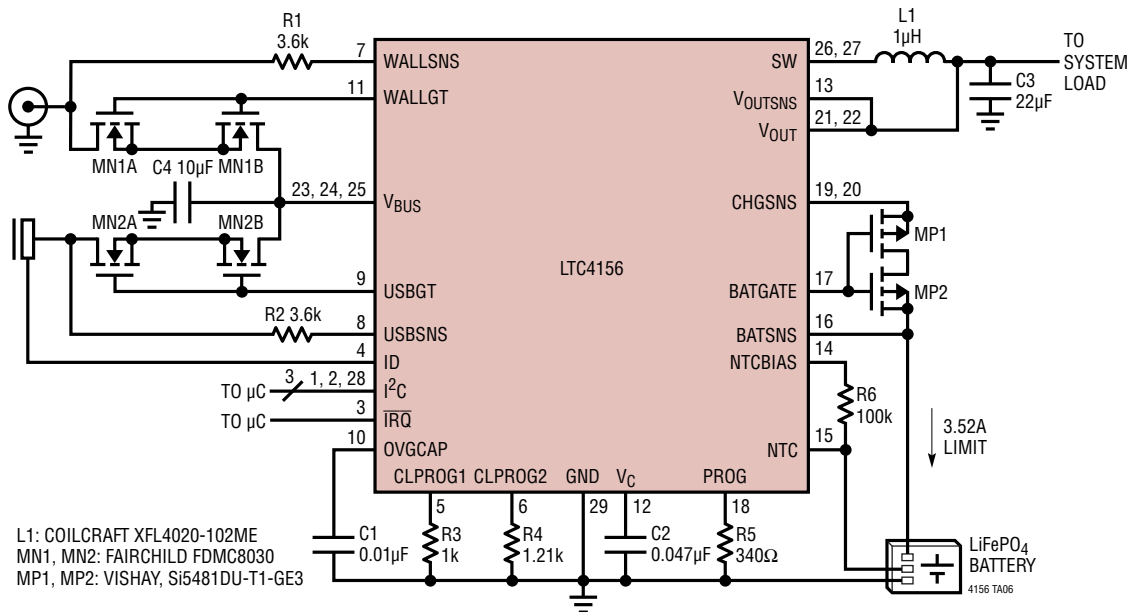 R1
3.6k
7
WALLSNS
11
WALLGT
MN1A
MN1B
C4 10µF
23, 24, 25
VBUS
MN2A
MN2B
9
USBGT
R2 3.6k
8
USBSNS
4
ID
TO µC
3
1, 2, 28
I2C
TO µC
3
IRQ
10
OVGCAP
LTC4156
L1
1µH
SW
26, 27
TO
SYSTEM
LOAD
C3
22µF
VOUTSNS
13
VOUT
21, 22
CHGSNS
19, 20
MP1
BATGATE
17
MP2
BATSNS
16
NTCBIAS
14
R6
100k
3.52A
LIMIT
NTC
15
CLPROG1
CLPROG2
GND
VC
PROG
5
6
29
12
18
C1
0.01µF
R3
1k
R4
1.21k
C2
0.047µF
R5
340Ω
LiFePO4
BATTERY
4156 TA06
L1: COILCRAFT XFL4020-102ME
MN1, MN2: FAIRCHILD FDMC8030
MP1, MP2: VISHAY, Si5481DU-T1-GE3